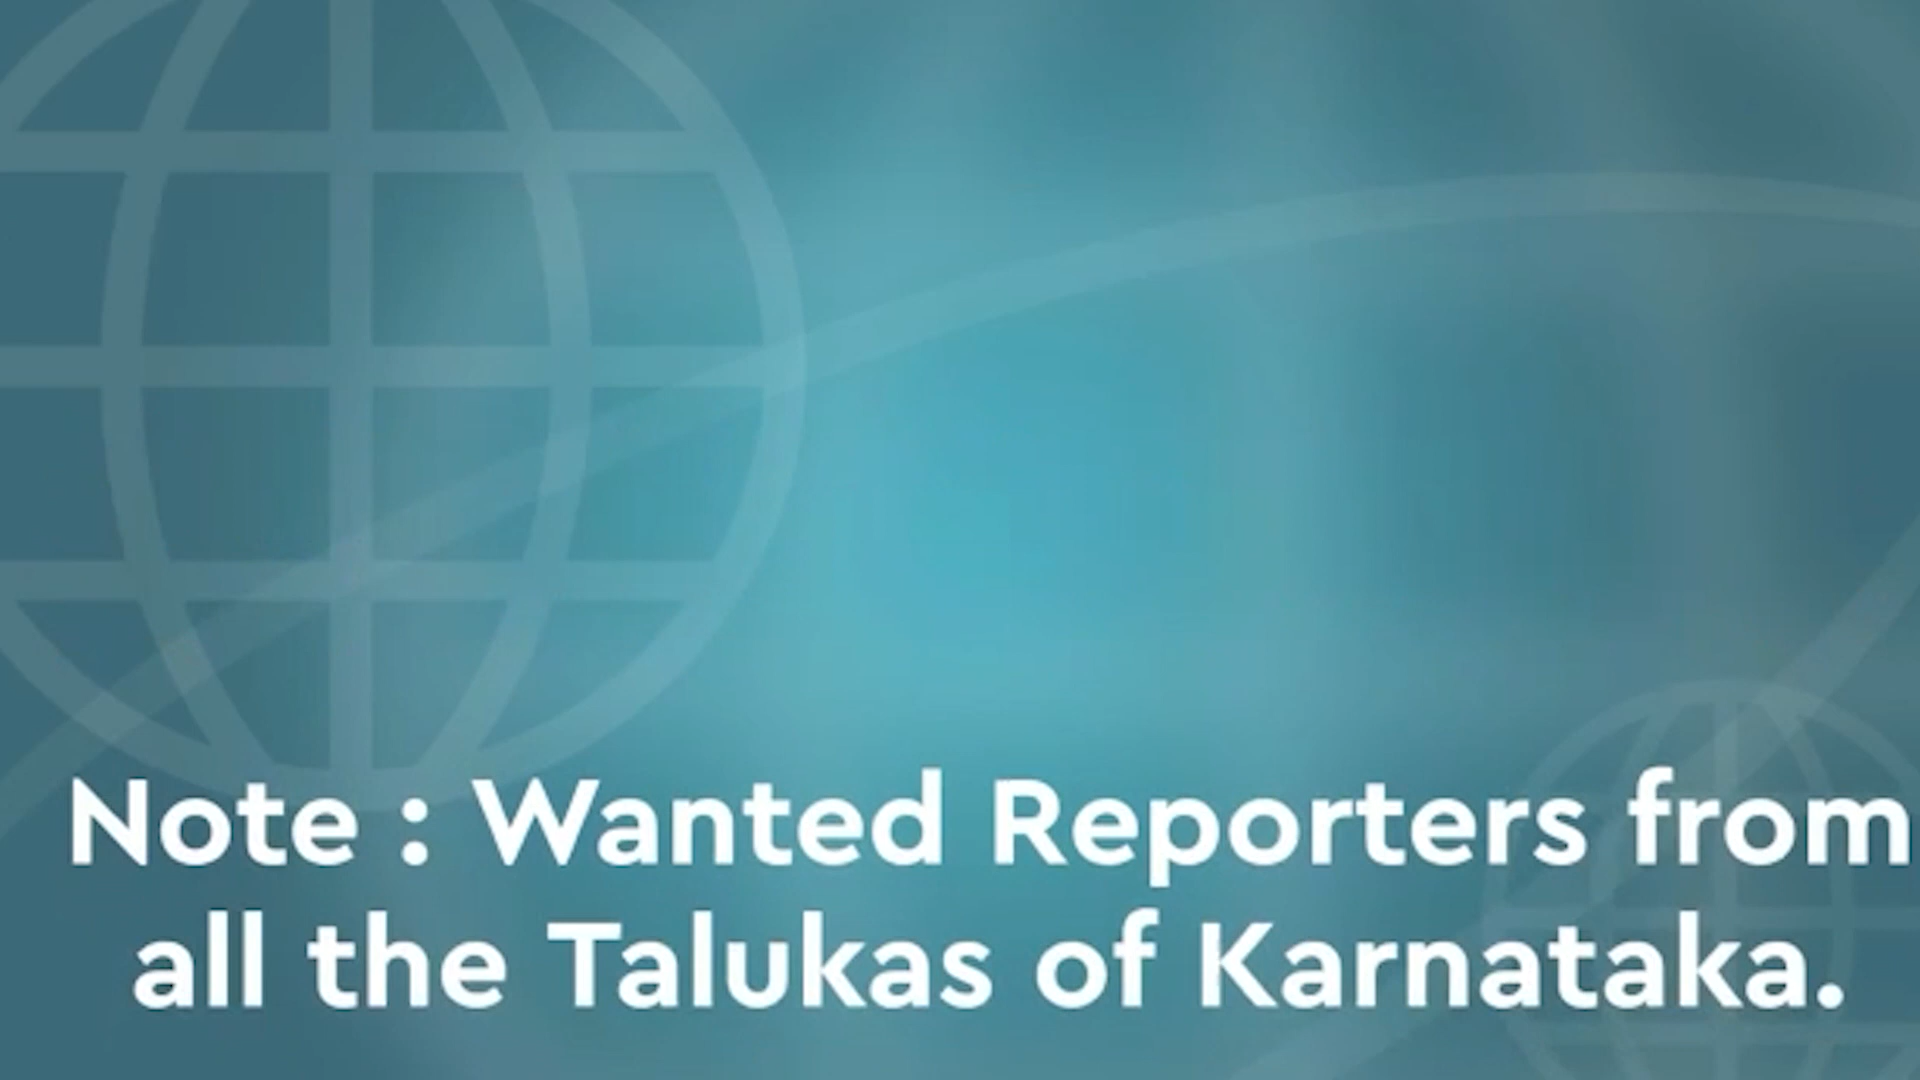 Note : Wanted Reporters from
all the Talukas of Karnataka.